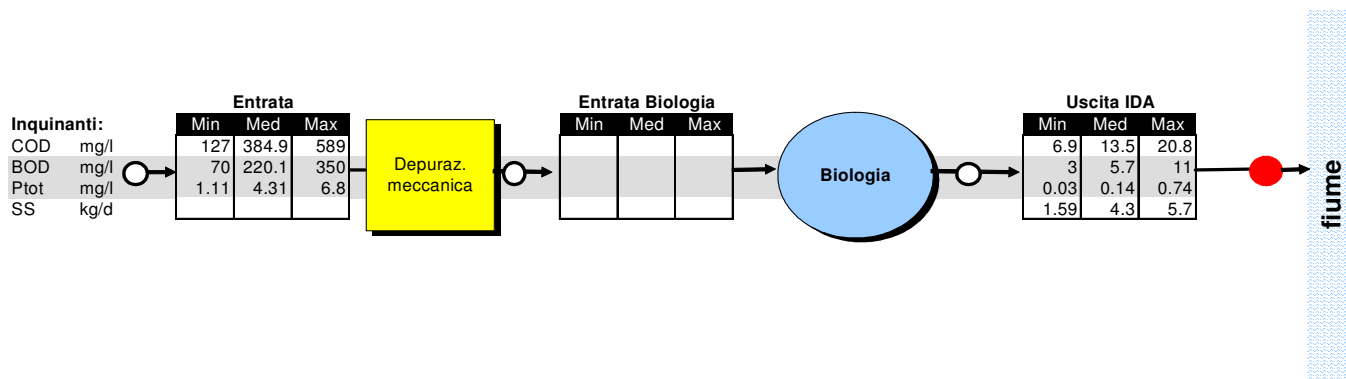 Entrata
Entrata Biologia
Uscita IDA
Inquinanti:
Min Med Max
Min Med Max
Min Med Max
COD mg/l 127 384.9 589 6.9 13.5 20.8
BOD mg/l 70 220.1 350 3 5.7 11
Ptot mg/l 1.11 4.31 6.8 0.03 0.14 0.74
SS kg/d 1.59 4.3 5.7
Depuraz.
meccanica
Biologia
fiume